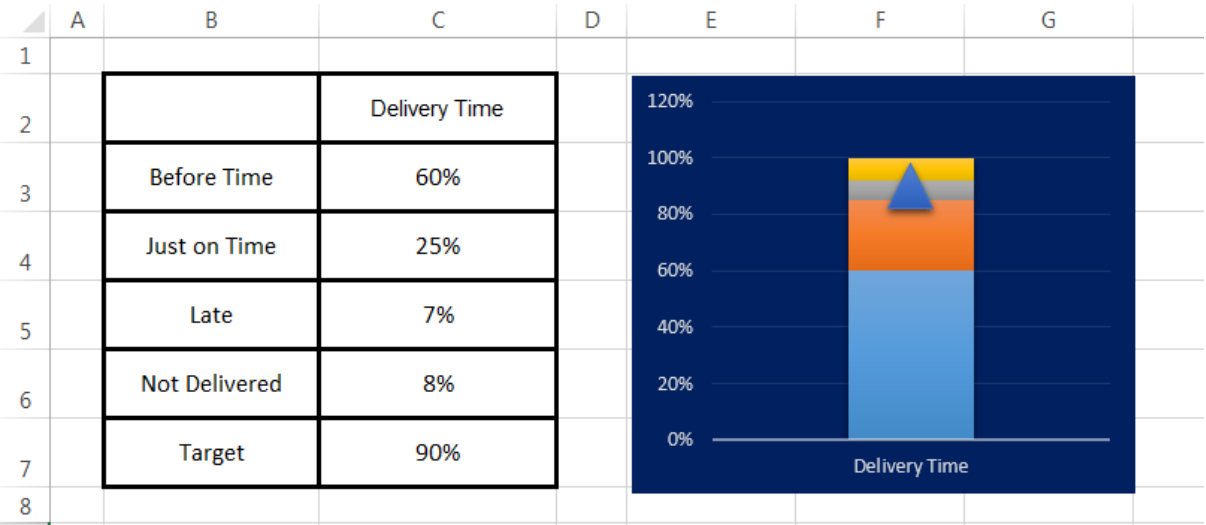 A B C D E F G
1
2 Delivery Time
3 Before Time 60%
4 Just on Time 25%
5 Late 7%
6 Not Delivered 8%
7 Target 90%
8
120%
100%
80%
60%
40%
20%
0%
Delivery Time